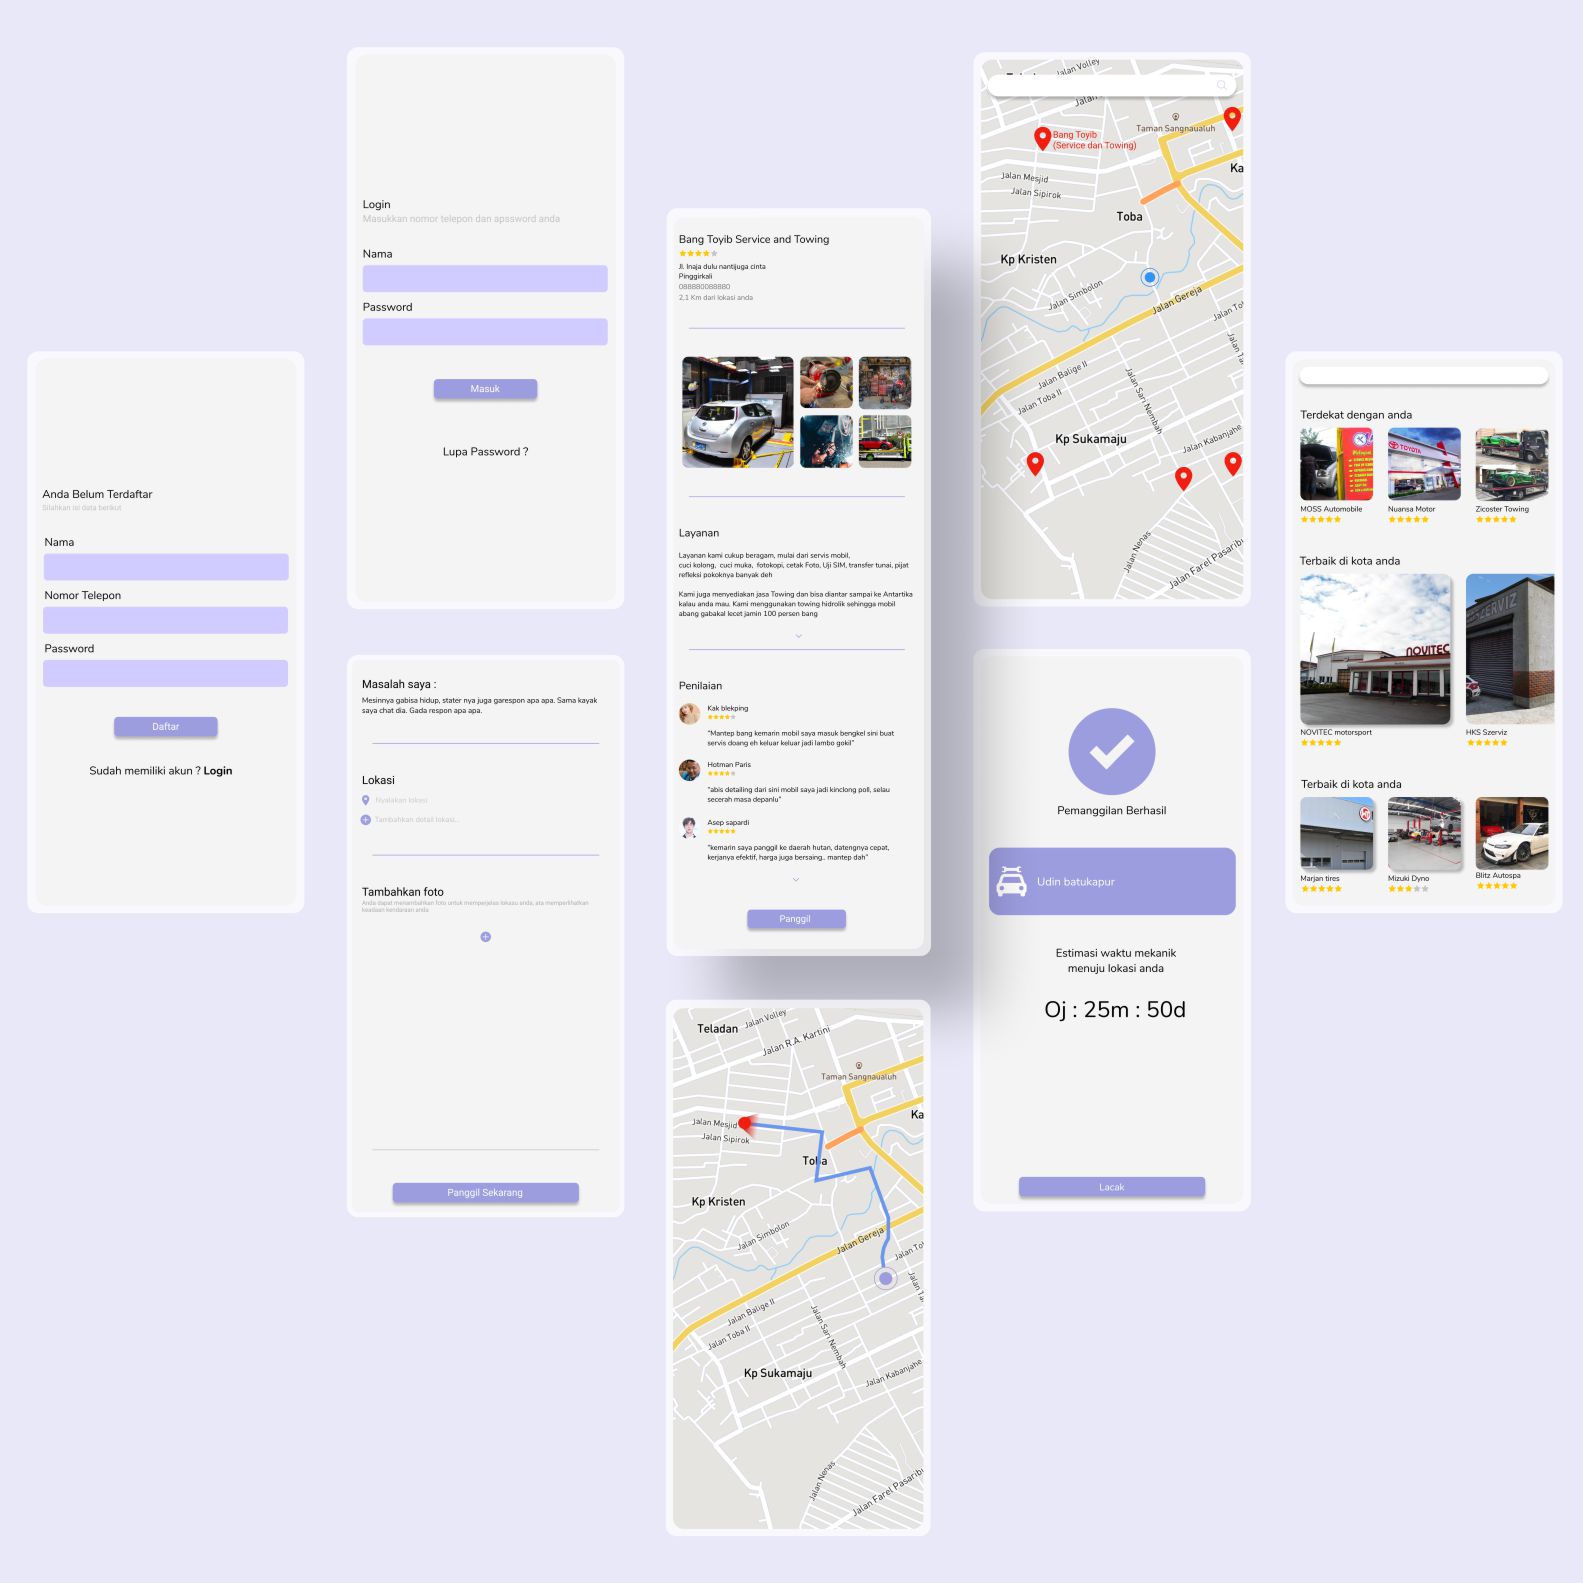 Anda Belum Terdaftar
Silahkan isi data berikut
Nama
Nomor Telepon
Password
Daftar
Sudah memiliki akun ? Login
Login
Masukkan nomor telepon dan apssword anda
Nama
Password
Masuk
Lupa Password ?
Masalah saya :
Mesinnya gabisa hidup, stater nya juga garespon apa apa. Sama kayak
saya chat dia. Gada respon apa apa.
Lokasi
Nyalakan lokasi
Tambahkan detail lokasi...
Tambahkan foto
Anda dapat menambahkan foto untuk memperjelas lokasu anda, ata memperlihatkan
keadaan kendaraan anda
Panggil Sekarang
Bang Toyib Service and Towing
Jl. Inaja dulu nantijuga cinta
Pinggirkali
088880088880
2,1 Km dari lokasi anda
Layanan
Layanan kami cukup beragam, mulai dari servis mobil,
cuci kolong, cuci muka, fotokopi, cetak Foto, Uji SIM, transfer tunai, pijat
refleksi pokoknya banyak deh
Kami juga menyediakan jasa Towing dan bisa diantar sampai ke Antartika
kalau anda mau. Kami menggunakan towing hidrolik sehingga mobil
abang gabakal lecet jamin 100 persen bang
Penilaian
Kak blekping
"Mantep bang kemarin mobil saya masuk bengkel sini buat
servis doang eh keluar keluar jadi lambo gokil"
Hotman Paris
"abis detailing dari sini mobil saya jadi kinclong poll, selau
secerah masa depanlu"
Asep sapardi
"kemarin saya panggil ke daerah hutan, datengnya cepat,
kerjanya efektif, harga juga bersaing.. mantep dah"
Panggil
Teladan
Jalan Volley
Jalan R.A. Kartini
Taman Sangnaualuh
Ka
Jalan Mesjid
Jalan Sipirok
Toba
Kp Kristen
Jalan Simbolon
Jalan Gereja
Jalan To
Jalan Ta
Jalan Balige II
Jalan Toba II
Jalan Sari Nembah
Kp Sukamaju
Jalan Kabanjahe
Jalan Nenas
Jalan Farel Pasaribu
Jalan Volley
Jalan
Bang Toyib
(Service dan Towing)
Taman Sangnaualuh
Ka
Jalan Mesjid
Jalan Sipirok
Toba
Kp Kristen
Jalan Simbolon
Jalan Gereja
Jalan To
Jalan Ta
Jalan Balige II
Jalan Toba II
Jalan Sari Nembah
Kp Sukamaju
Jalan Kabanjahe
Jalan Nenas
Jalan Farel Pasaribu
Pemanggilan Berhasil
Udin batukapur
Estimasi waktu mekanik
menuju lokasi anda
Oj : 25m : 50d
Lacak
Terdekat dengan anda
TOYOTA
MOSS Automobile
Nuansa Motor
Zicoster Towing
Terbaik di kota anda
NOVITEC
SZERVIZ
NOVITEC motorsport
HKS Szerviz
Terbaik di kota anda
Marjan tires
Mizuki Dyno
Blitz Autospa